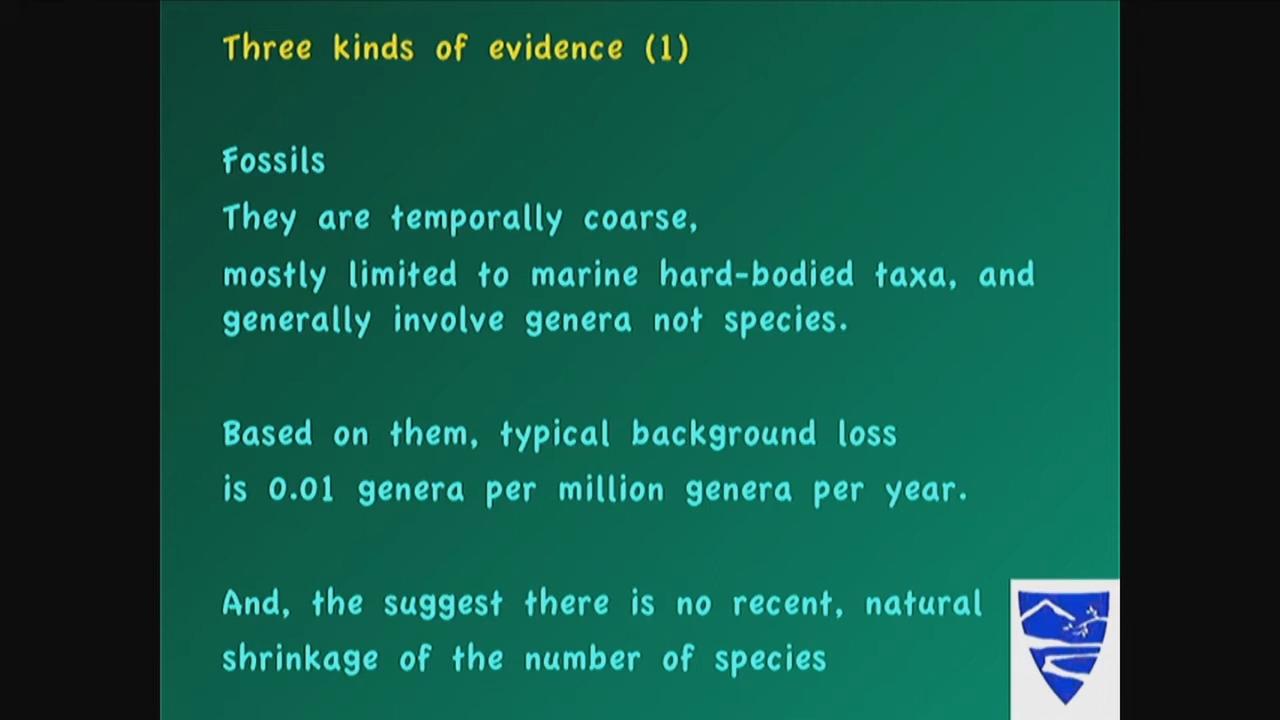 Three kinds of evidence (1)
Fossils
They are temporally coarse,
mostly limited to marine hard-bodied taxa, and
generally involve genera not species.
Based on them, typical background loss
is 0.01 genera per million genera per year.
And, the suggest there is no recent, natural
shrinkage of the number of species